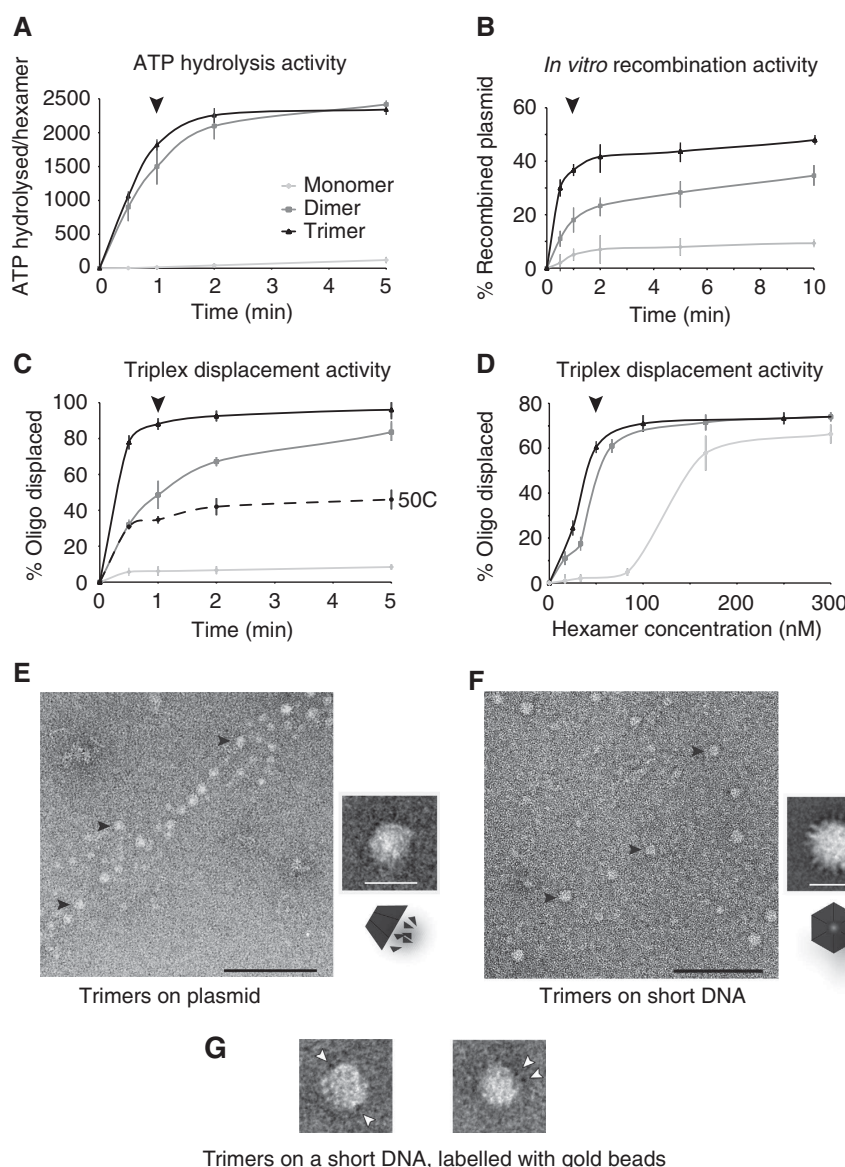 A
ATP hydrolysis activity
ATP hydrolysed/hexamer
2500
2000
1500
1000
500
0
Monomer
Dimer
Trimer
0 1 2 3 4 5
Time (min)
B
In vitro recombination activity
% Recombined plasmid
60
40
20
0
0 2 4 6 8 10
Time (min)
C
Triplex displacement activity
% Oligo displaced
100
80
60
40
20
0
50C
0 1 2 3 4 5
Time (min)
D
Triplex displacement activity
% Oligo displaced
80
60
40
20
0
0 100 200 300
Hexamer concentration (nM)
E
Trimers on plasmid
F
Trimers on short DNA
G
Trimers on a short DNA, labelled with gold beads